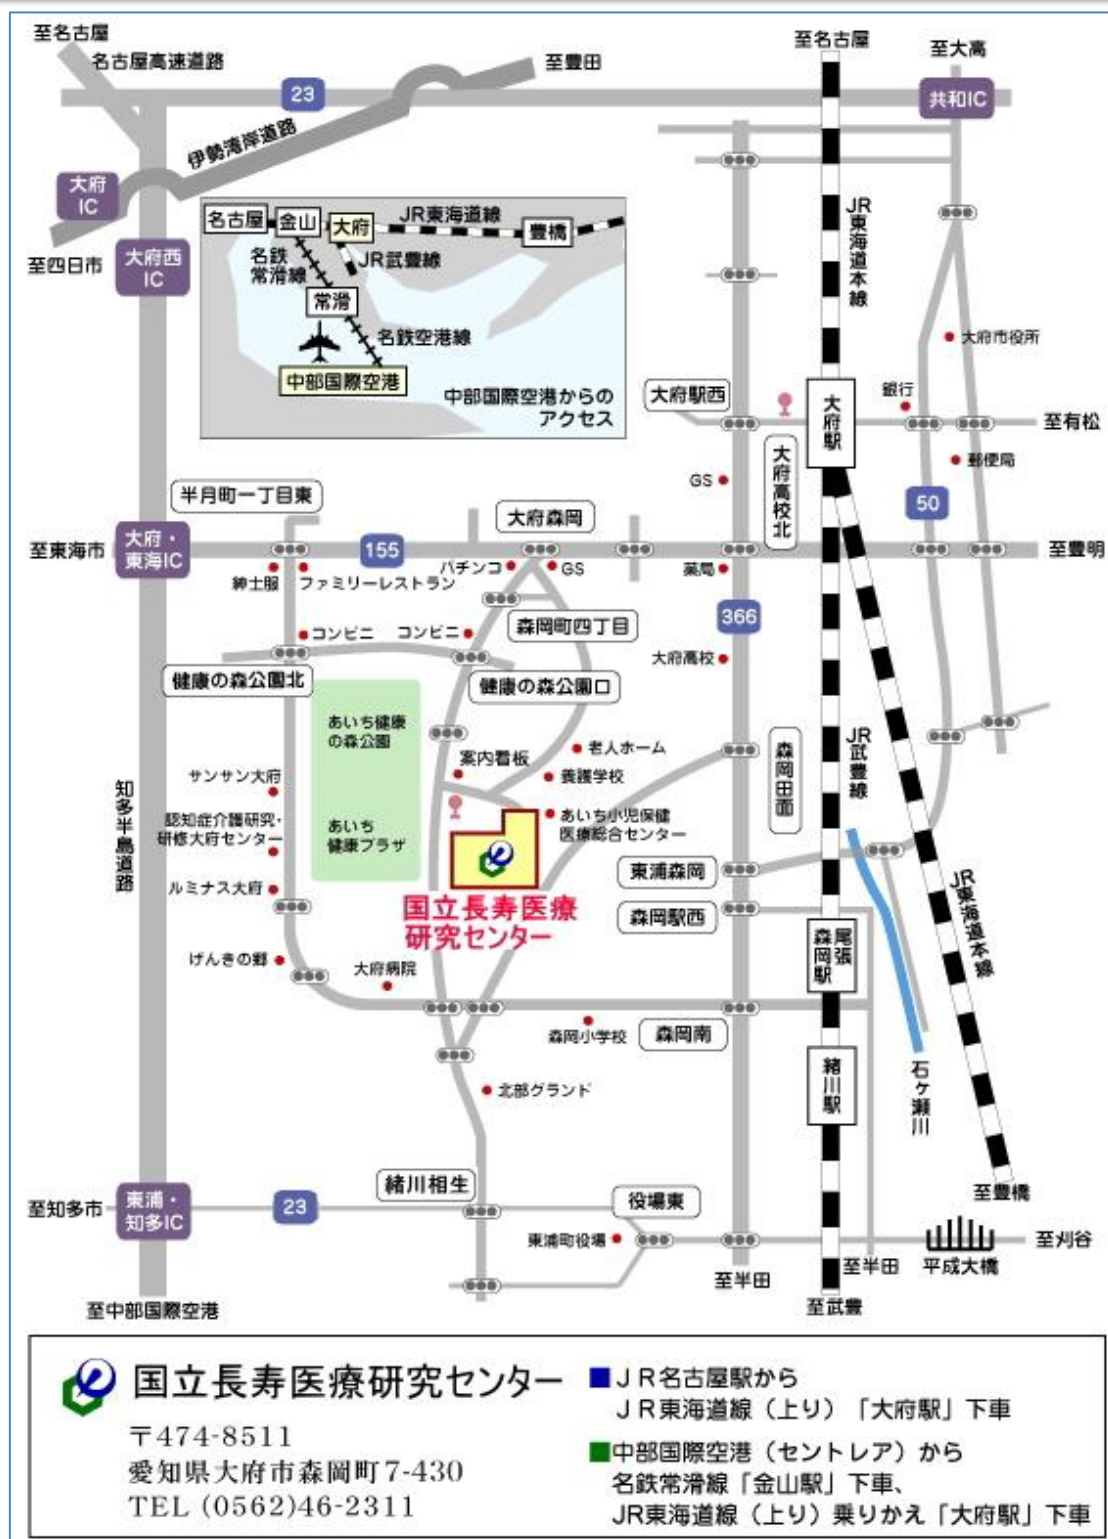 至名古屋
名古屋高速道路
至豊田
至名古屋
至大高
23
共和IC
伊勢湾岸道路
大府
IC
至四日市
大府西
IC
名古屋
金山
大府
JR東海道線
豊橋
名鉄
常滑線
JR武豊線
常滑
名鉄空港線
中部国際空港
中部国際空港からの
アクセス
JR東海道本線
大府市役所
大府駅西
大府駅
銀行
至有松
大府高校北
郵便局
GS
50
半月町一丁目東
大府森岡
至東海市
大府・
東海IC
155
至豊明
紳士服
ファミリーレストラン
パチンコ
GS
薬局
森岡町四丁目
366
コンビニ
コンビニ
大府高校
健康の森公園北
健康の森公園口
あいち健康
の森公園
案内看板
老人ホーム
養護学校
森岡田面
JR武豊線
知多半島道路
サンサン大府
認知症介護研究・
研修大府センター
あいち
健康プラザ
あいち小児保健
医療総合センター
ルミナス大府
東浦森岡
JR東海道本線
国立長寿医療
研究センター
森岡駅西
尾張
森岡駅
げんきの郷
大府病院
森岡小学校
森岡南
緒川駅
石ヶ瀬川
北部グランド
緒川相生
役場東
至豊橋
至知多市
東浦・
知多IC
23
東浦町役場
至刈谷
至半田
至半田
平成大橋
至中部国際空港
至武豊
国立長寿医療研究センター
〒474-8511
愛知県大府市森岡町7-430
TEL (0562)46-2311
■JR名古屋駅から
JR東海道線（上り）「大府駅」下車
■中部国際空港（セントレア）から
名鉄常滑線「金山駅」下車、
JR東海道線（上り）乗りかえ「大府駅」下車